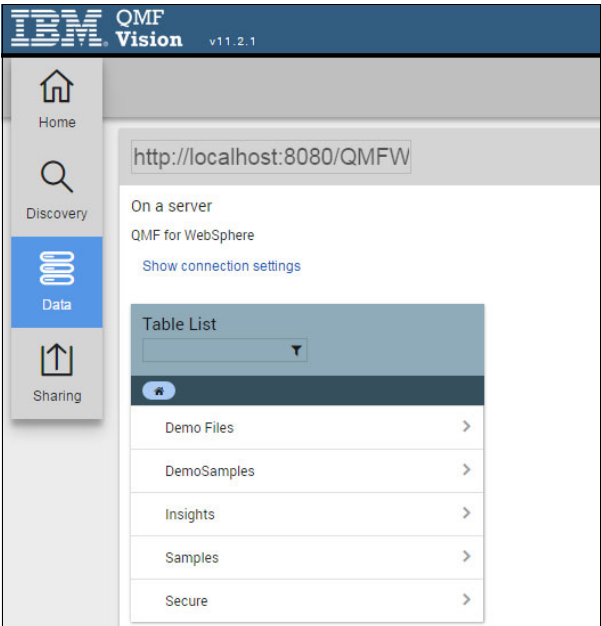 IBM. QMF
Vision v11.2.1
Home
Discovery
Data
Sharing
http://localhost:8080/QMFW
On a server
QMF for WebSphere
Show connection settings
Table List
Demo Files
DemoSamples
Insights
Samples
Secure